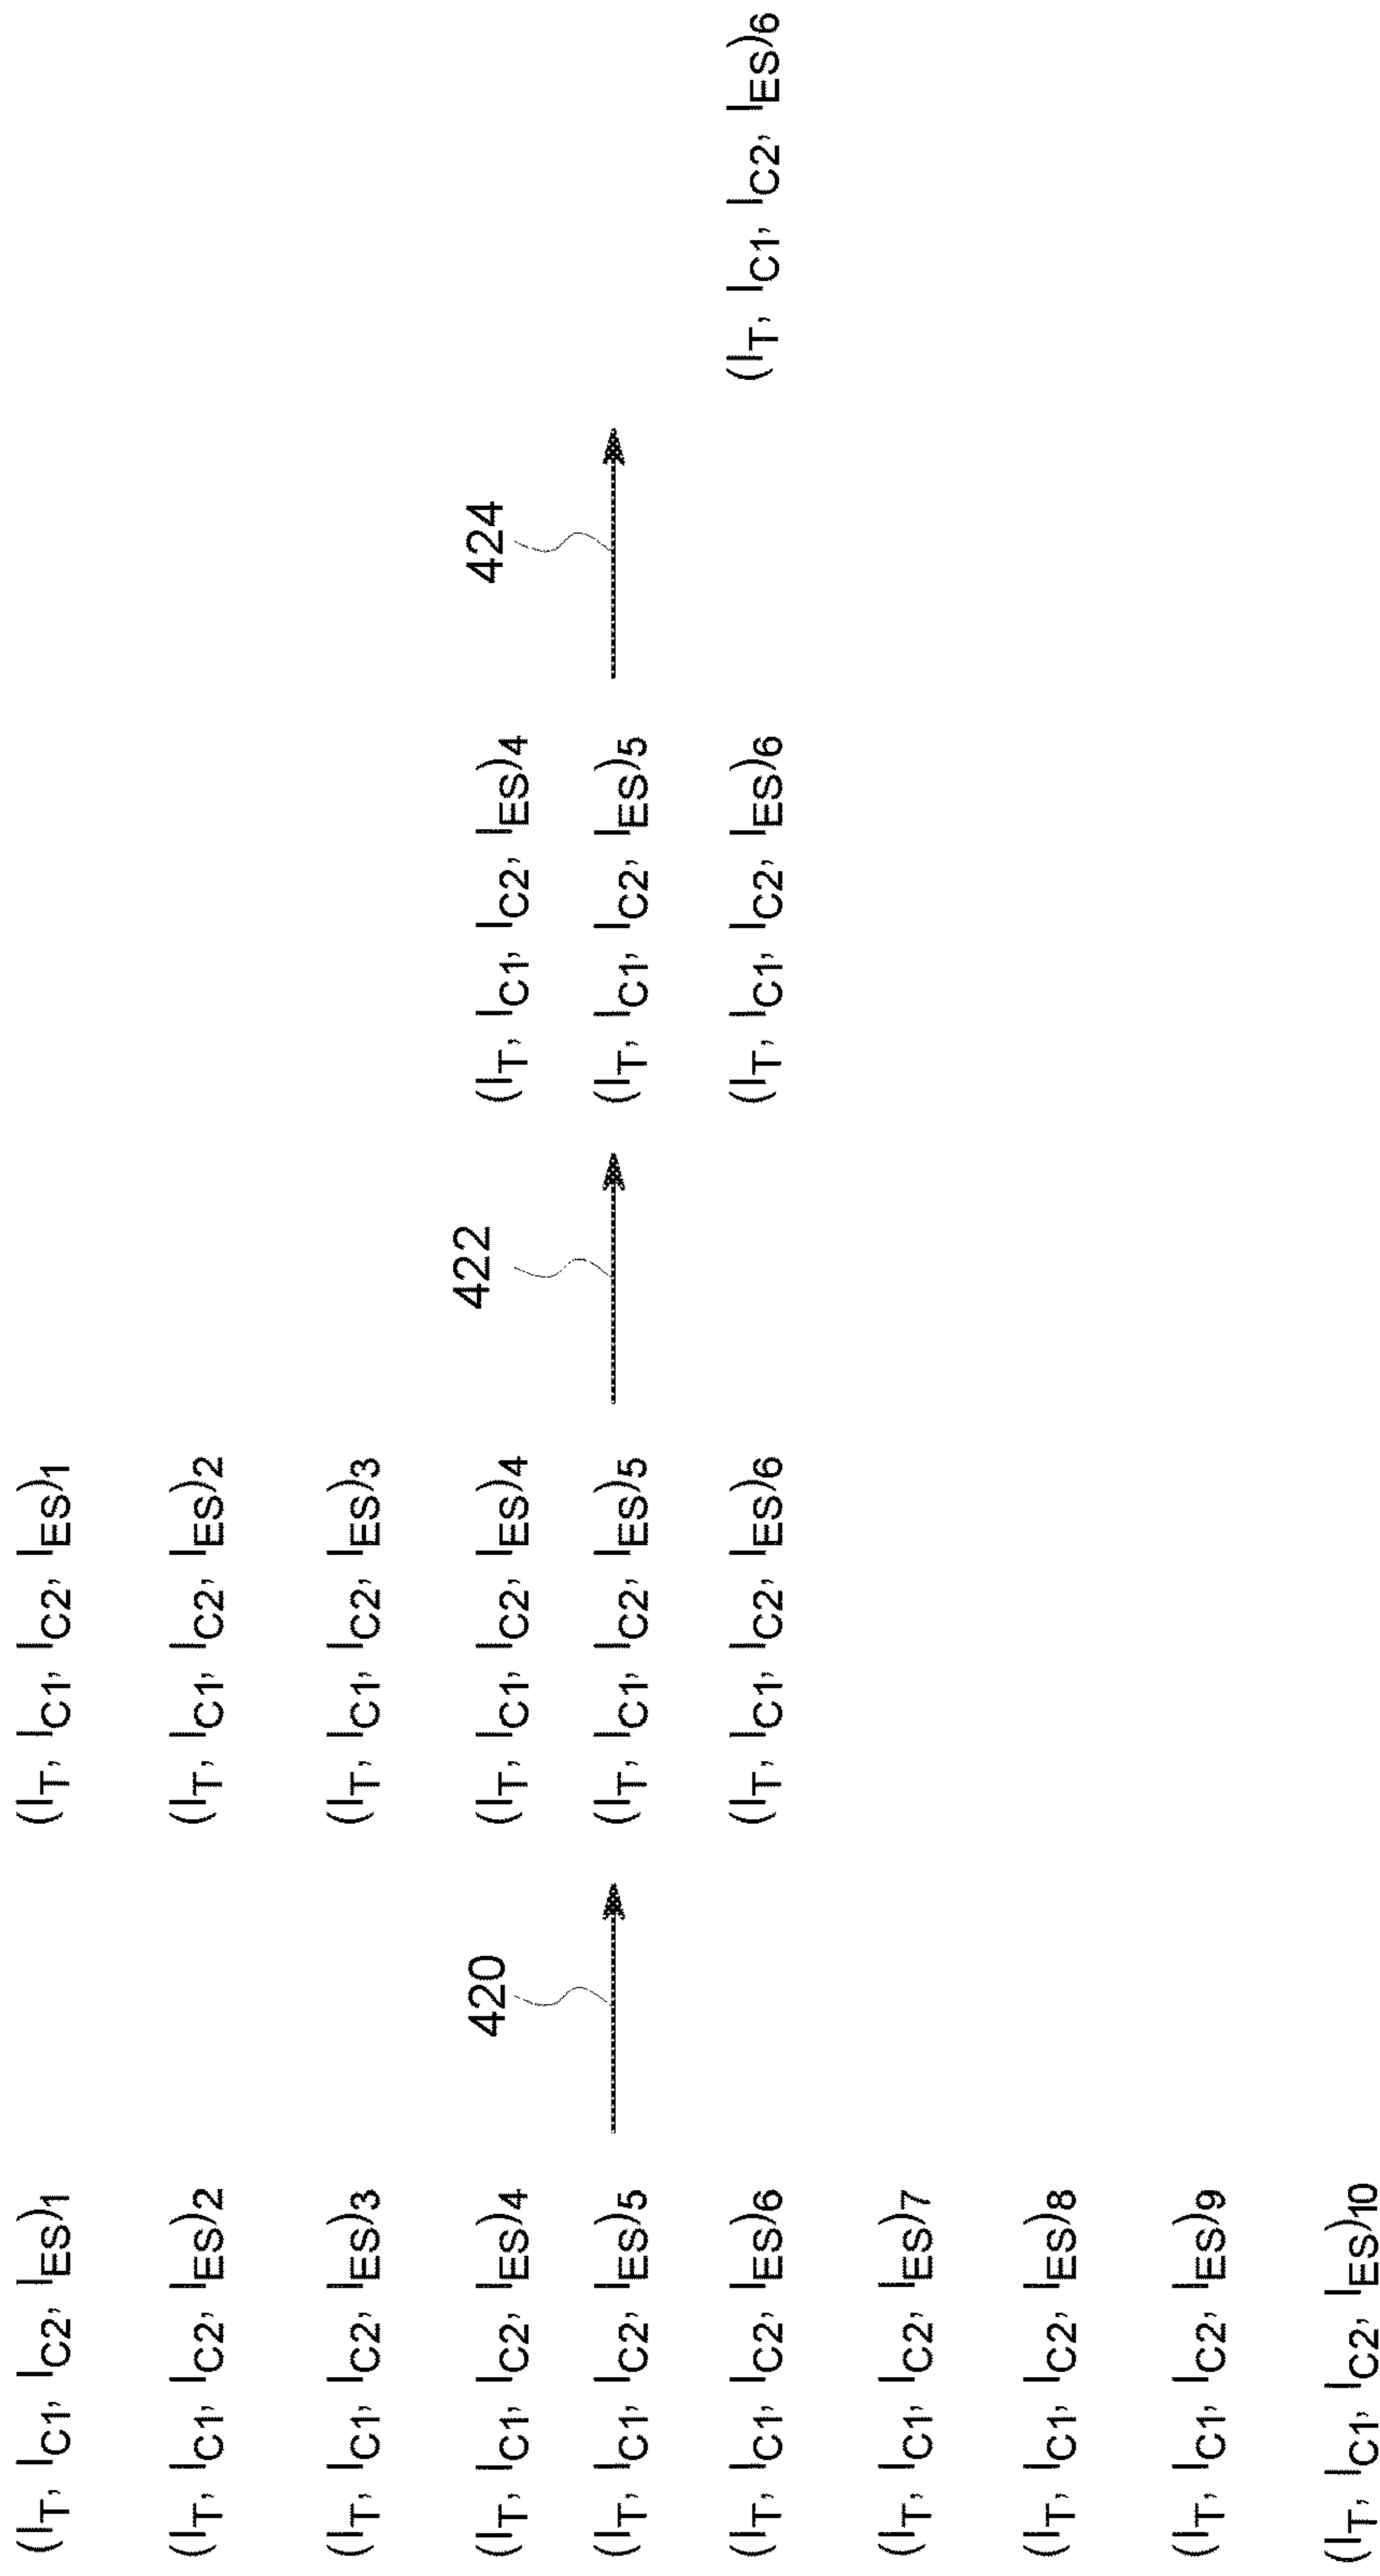 (I_T, I_C1, I_C2, I_ES)_1
(I_T, I_C1, I_C2, I_ES)_2
(I_T, I_C1, I_C2, I_ES)_3
(I_T, I_C1, I_C2, I_ES)_4
(I_T, I_C1, I_C2, I_ES)_5
(I_T, I_C1, I_C2, I_ES)_6
(I_T, I_C1, I_C2, I_ES)_7
(I_T, I_C1, I_C2, I_ES)_8
(I_T, I_C1, I_C2, I_ES)_9
(I_T, I_C1, I_C2, I_ES)_10
420
(I_T, I_C1, I_C2, I_ES)_1
(I_T, I_C1, I_C2, I_ES)_2
(I_T, I_C1, I_C2, I_ES)_3
(I_T, I_C1, I_C2, I_ES)_4
(I_T, I_C1, I_C2, I_ES)_5
(I_T, I_C1, I_C2, I_ES)_6
422
(I_T, I_C1, I_C2, I_ES)_4
(I_T, I_C1, I_C2, I_ES)_5
(I_T, I_C1, I_C2, I_ES)_6
424
(I_T, I_C1, I_C2, I_ES)_6